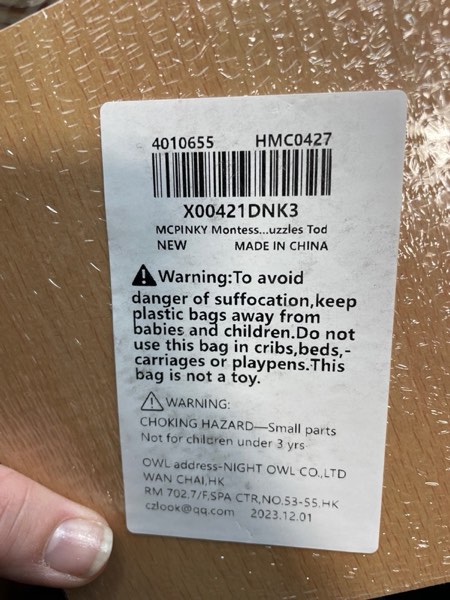 4010655 HMC0427
X00421DNK3
MCPINKY Montess...uzzles Tod
NEW MADE IN CHINA
Warning:To avoid
danger of suffocation,keep
plastic bags away from
babies and children.Do not
use this bag in cribs,beds,-
carriages or playpens.This
bag is not a toy.
WARNING:
CHOKING HAZARD—Small parts
Not for children under 3 yrs
OWL address-NIGHT OWL CO.,LTD
WAN CHAI,HK
RM 702.7/F.SPA CTR,NO.53-55.HK
czlook@qq.com 2023.12.01